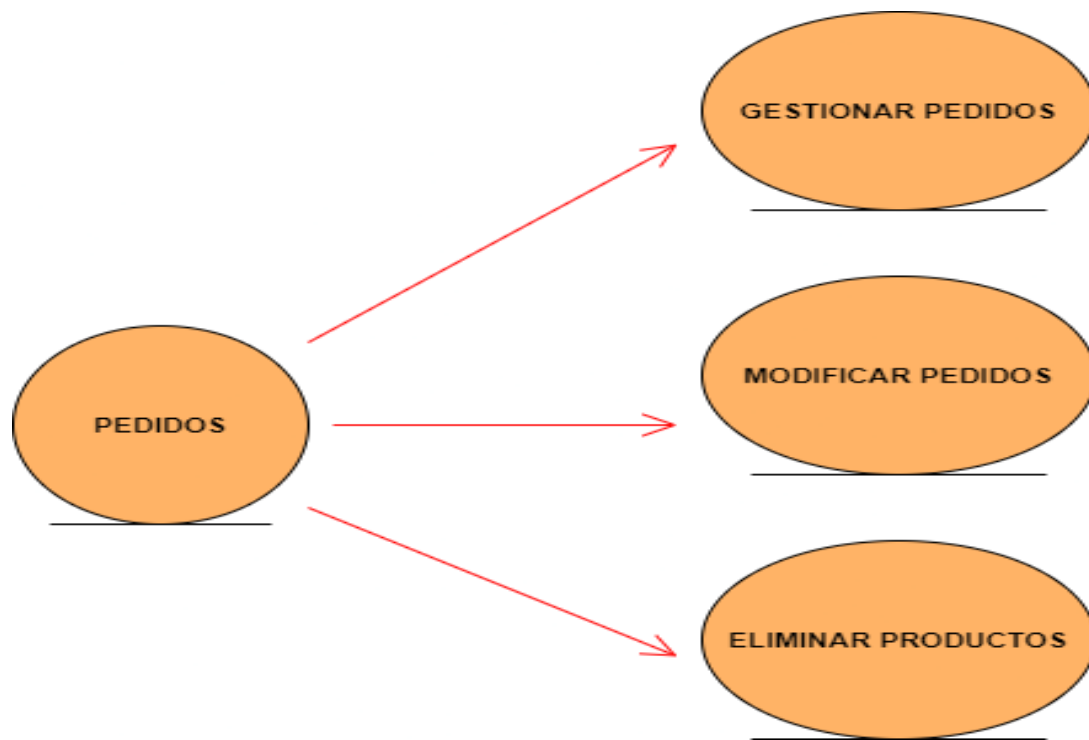 GESTIONAR PEDIDOS
MODIFICAR PEDIDOS
PEDIDOS
ELIMINAR PRODUCTOS